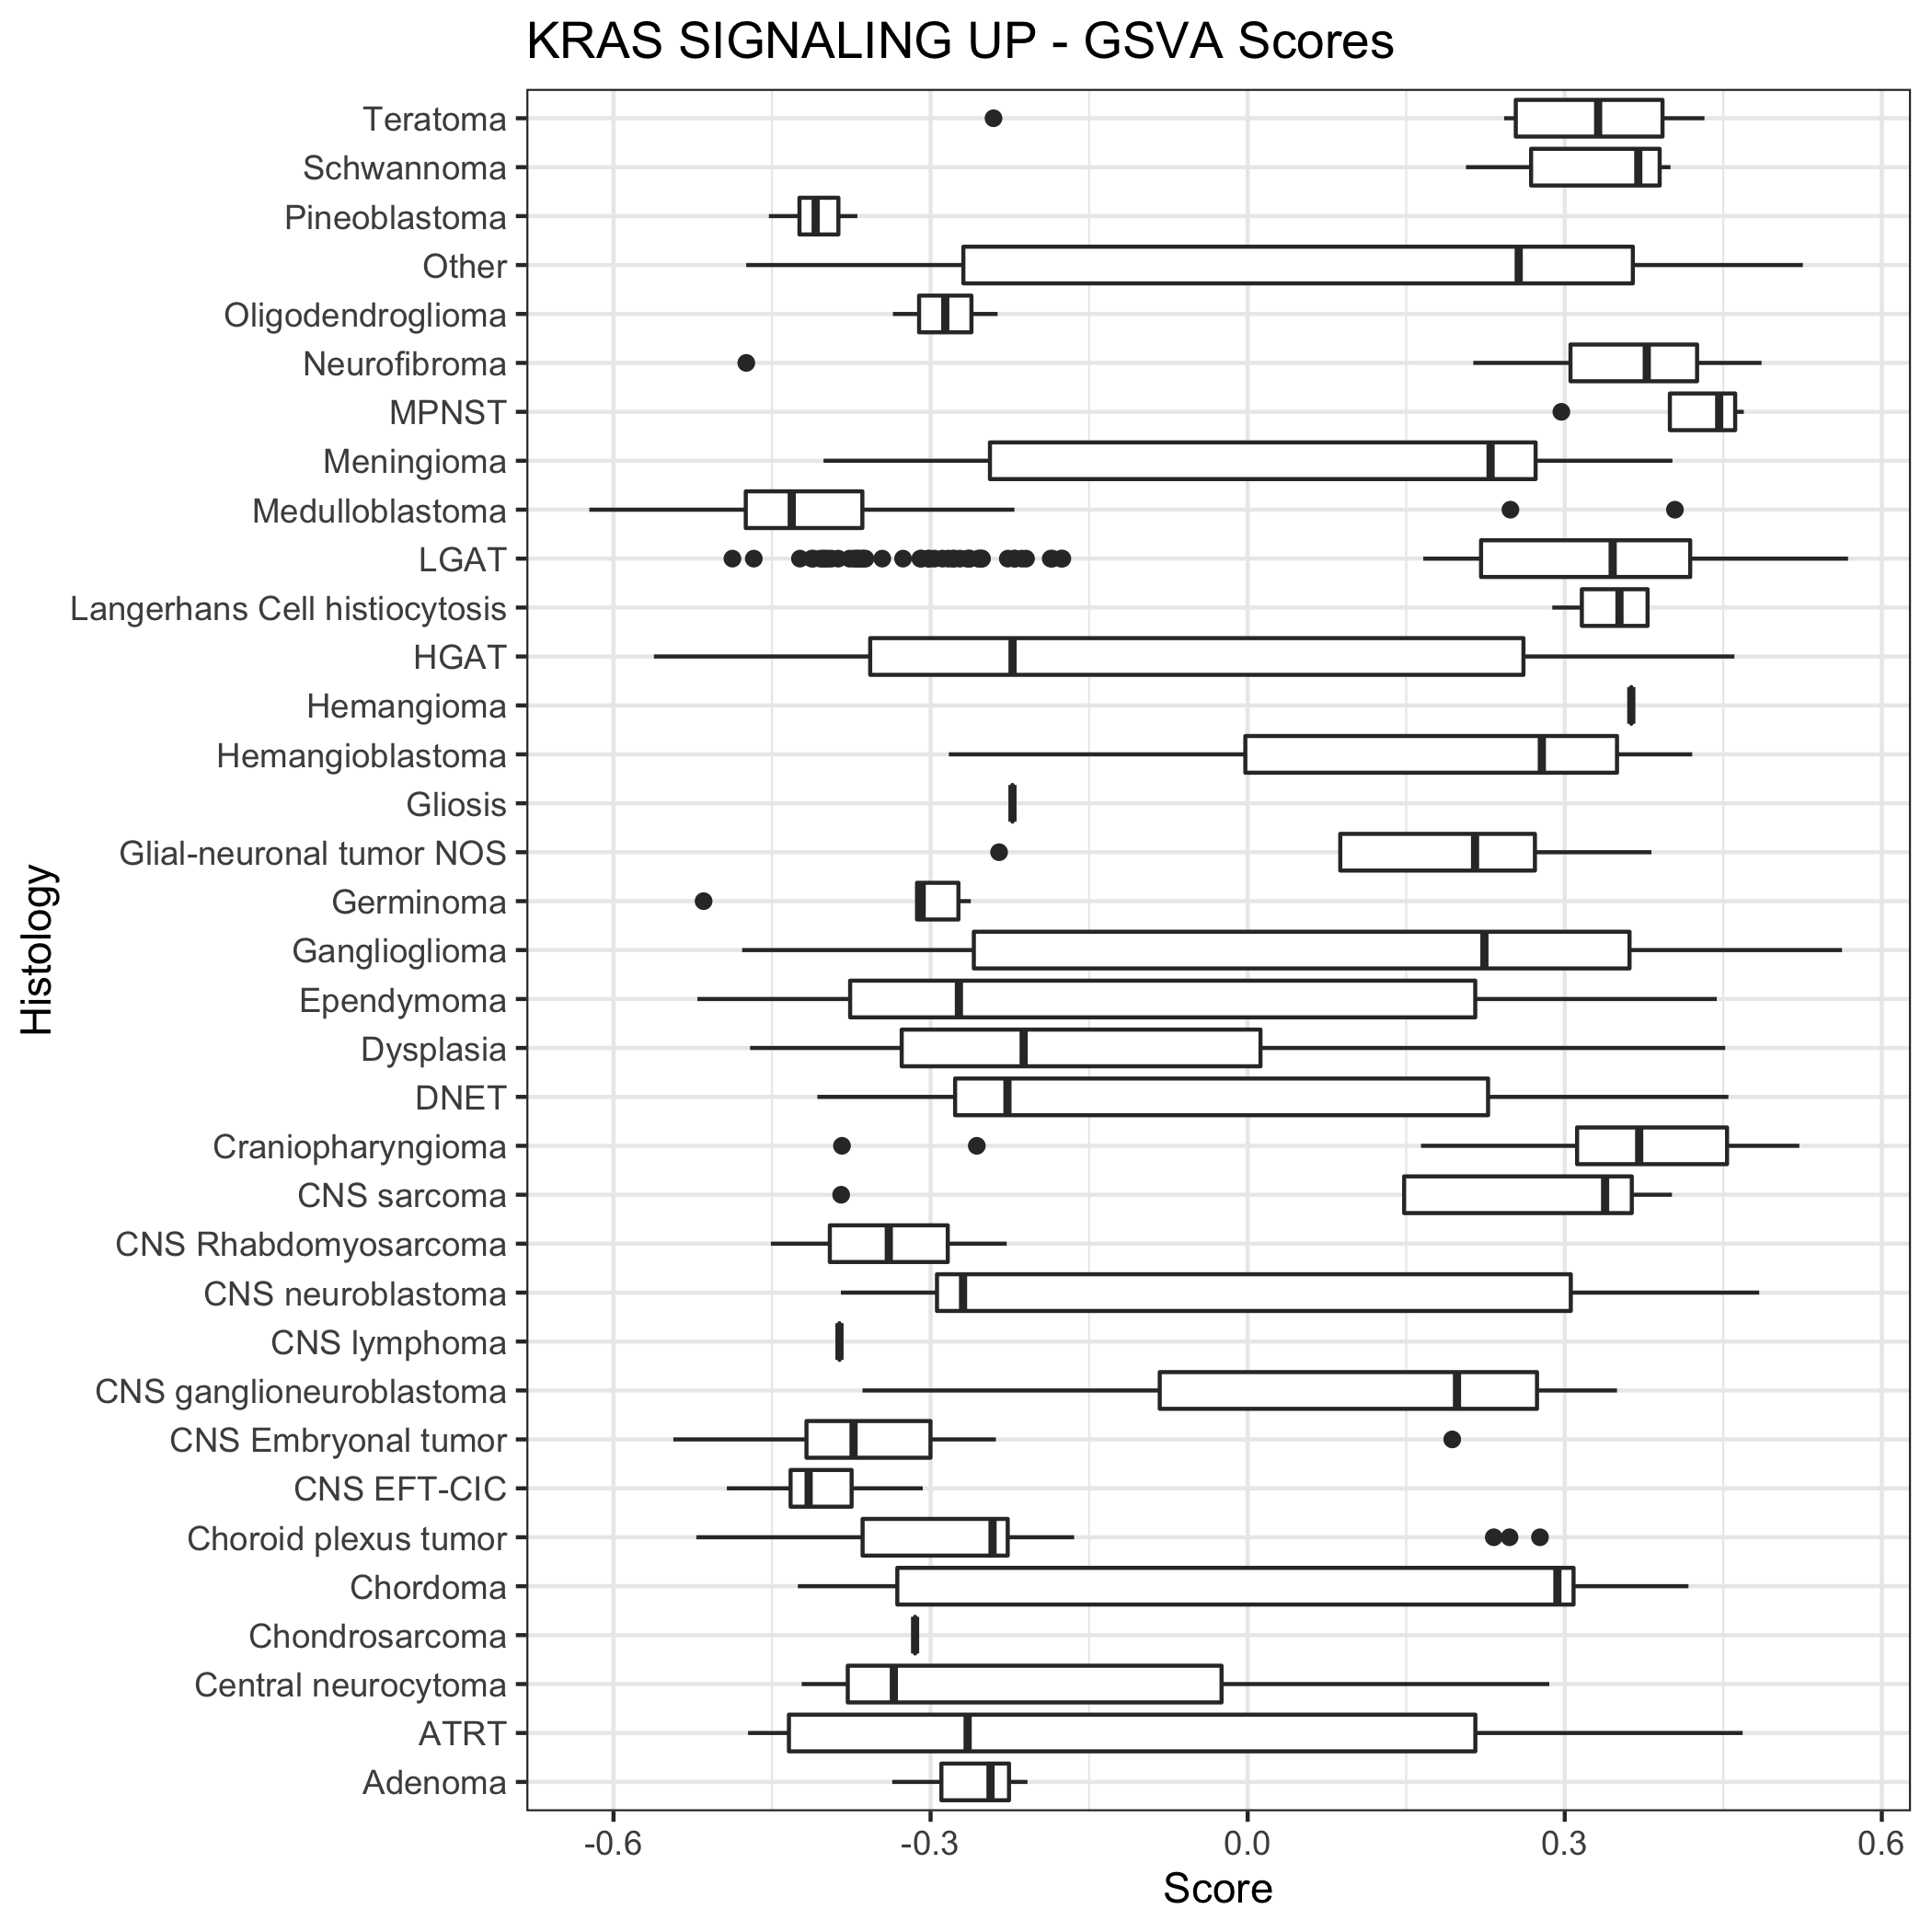 KRAS SIGNALING UP - GSVA Scores
Teratoma
Schwannoma
Pineoblastoma
Other
Oligodendroglioma
Neurofibroma
MPNST
Meningioma
Medulloblastoma
LGAT
Langerhans Cell histiocytosis
HGAT
Hemangioma
Hemangioblastoma
Gliosis
Glial-neuronal tumor NOS
Germinoma
Ganglioglioma
Ependymoma
Dysplasia
DNET
Craniopharyngioma
CNS sarcoma
CNS Rhabdomyosarcoma
CNS neuroblastoma
CNS lymphoma
CNS ganglioneuroblastoma
CNS Embryonal tumor
CNS EFT-CIC
Choroid plexus tumor
Chordoma
Chondrosarcoma
Central neurocytoma
ATRT
Adenoma
Histology
-0.6 -0.3 0.0 0.3 0.6
Score